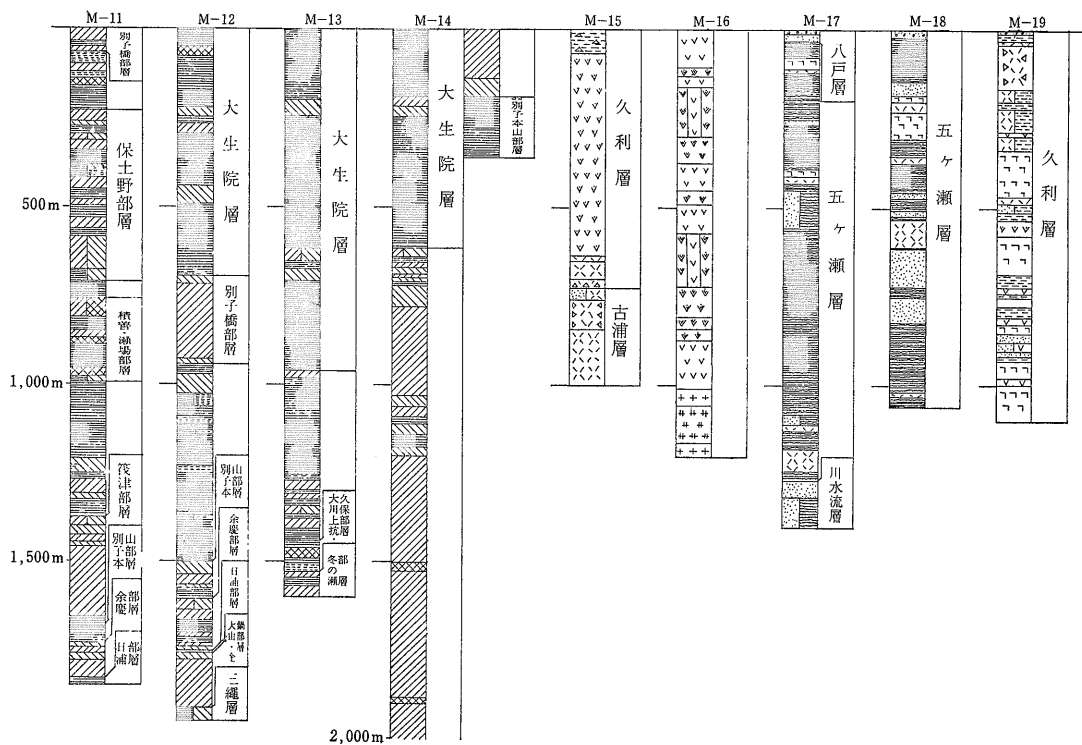 M-11
M-12
M-13
M-14
M-15
M-16
M-17
M-18
M-19
500m
1,000m
1,500m
2,000m
別子橋部層
保土野部層
積善・瀬場部層
筏津部層
別子本山部層
余慶部層
日浦部層
大生院層
別子橋部層
別子本山部層
余慶部層
日浦部層
三縄層
大生院層
大川上抗・久保部層
冬の瀬部層
大生院層
別子本山部層
久利層
古浦層
八戸層
五ヶ瀬層
川水流層
五ヶ瀬層
久利層